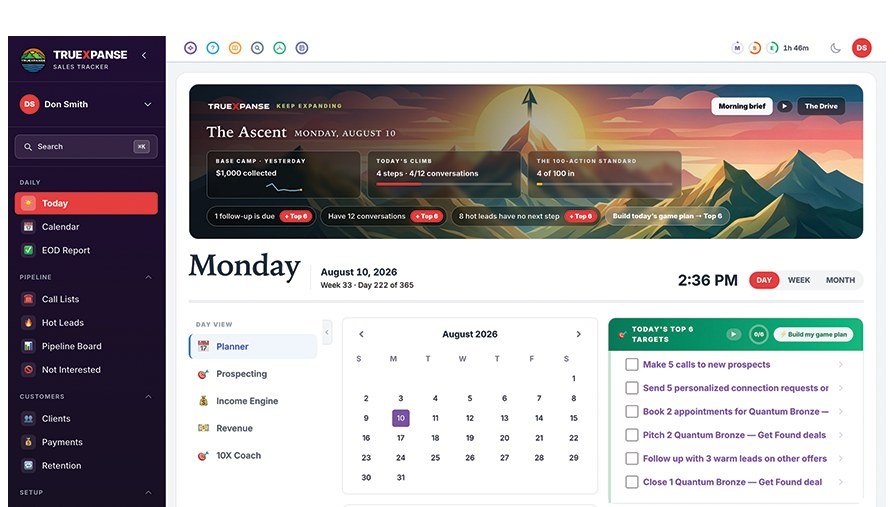 TRUEXPANSE
SALES TRACKER
DS
Don Smith
Search
⌘K
DAILY
Today
Calendar
EOD Report
PIPELINE
Call Lists
Hot Leads
Pipeline Board
Not Interested
CUSTOMERS
Clients
Payments
Retention
SETUP
M
S
E
1h 46m
DS
TRUEXPANSE KEEP EXPANDING
Morning brief
The Drive
The Ascent MONDAY, AUGUST 10
BASE CAMP · YESTERDAY
$1,000 collected
TODAY'S CLIMB
4 steps · 4/12 conversations
THE 100-ACTION STANDARD
4 of 100 in
1 follow-up is due + Top 6
Have 12 conversations + Top 6
8 hot leads have no next step + Top 6
Build today's game plan → Top 6
Monday
August 10, 2026
Week 33 · Day 222 of 365
2:36 PM
DAY WEEK MONTH
DAY VIEW
Planner
Prospecting
Income Engine
Revenue
10X Coach
August 2026
S M T W T F S
1
2 3 4 5 6 7 8
9 10 11 12 13 14 15
16 17 18 19 20 21 22
23 24 25 26 27 28 29
30 31
TODAY'S TOP 6
TARGETS
0/6
Build my game plan
Make 5 calls to new prospects
Send 5 personalized connection requests or
Book 2 appointments for Quantum Bronze —
Pitch 2 Quantum Bronze — Get Found deals
Follow up with 3 warm leads on other offers
Close 1 Quantum Bronze — Get Found deal